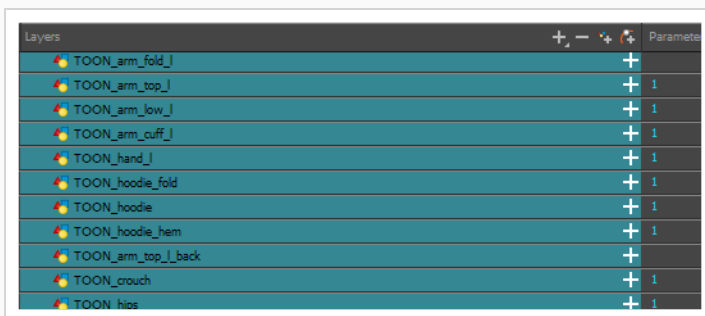 Layers Paramete
TOON_arm_fold_l
TOON_arm_top_l 1
TOON_arm_low_l 1
TOON_arm_cuff_l 1
TOON_hand_l 1
TOON_hoodie_fold 1
TOON_hoodie 1
TOON_hoodie_hem 1
TOON_arm_top_l_back
TOON_crouch 1
TOON_hips 1